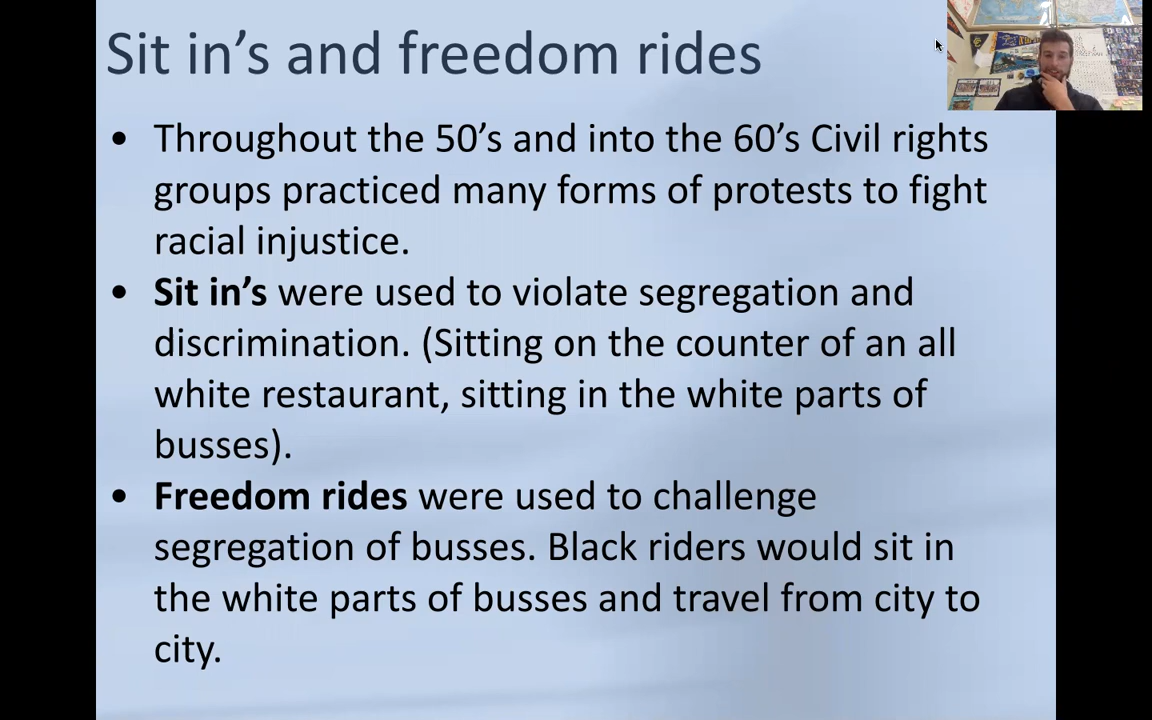 Sit in’s and freedom rides
• Throughout the 50’s and into the 60’s Civil rights
groups practiced many forms of protests to fight
racial injustice.
• Sit in’s were used to violate segregation and
discrimination. (Sitting on the counter of an all
white restaurant, sitting in the white parts of
busses).
• Freedom rides were used to challenge
segregation of busses. Black riders would sit in
the white parts of busses and travel from city to
city.